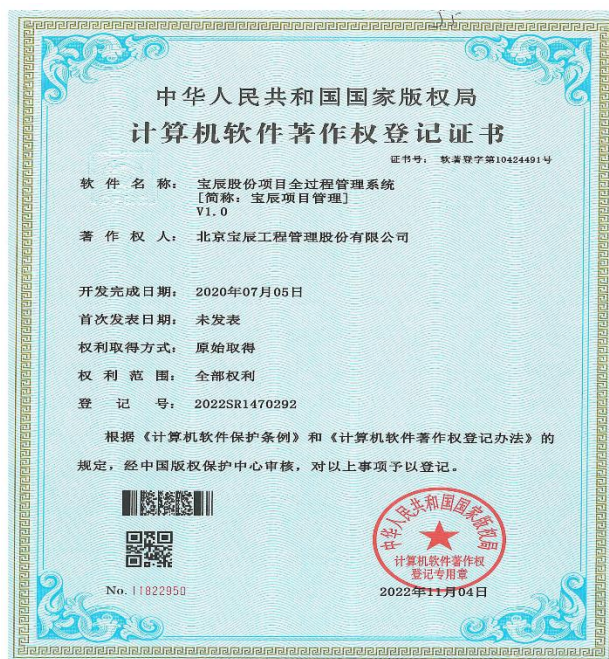 中华人民共和国国家版权局
计算机软件著作权登记证书
证书号： 软著登字第10424491号
软件名称： 宝辰股份项目全过程管理系统
[简称：宝辰项目管理]
V1.0
著作权人： 北京宝辰工程管理股份有限公司
开发完成日期： 2020年07月05日
首次发表日期： 未发表
权利取得方式： 原始取得
权利范围： 全部权利
登记号： 2022SR1470292
根据《计算机软件保护条例》和《计算机软件著作权登记办法》的
规定，经中国版权保护中心审核，对以上事项予以登记。
中华人民共和国国家版权局
计算机软件著作权
登记专用章
No. 11822950
2022年11月04日